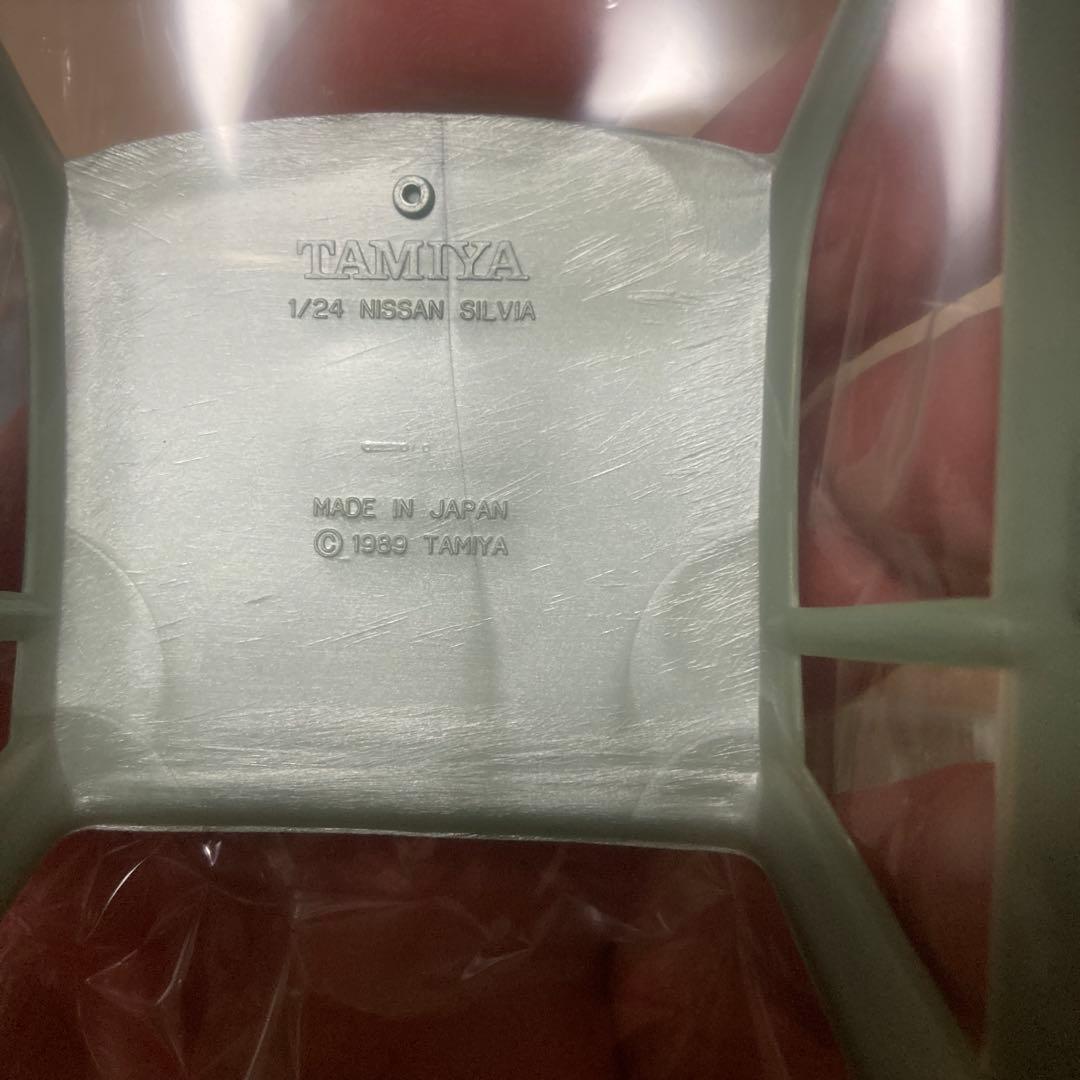 TAMIYA
1/24 NISSAN SILVIA
MADE IN JAPAN
© 1989 TAMIYA